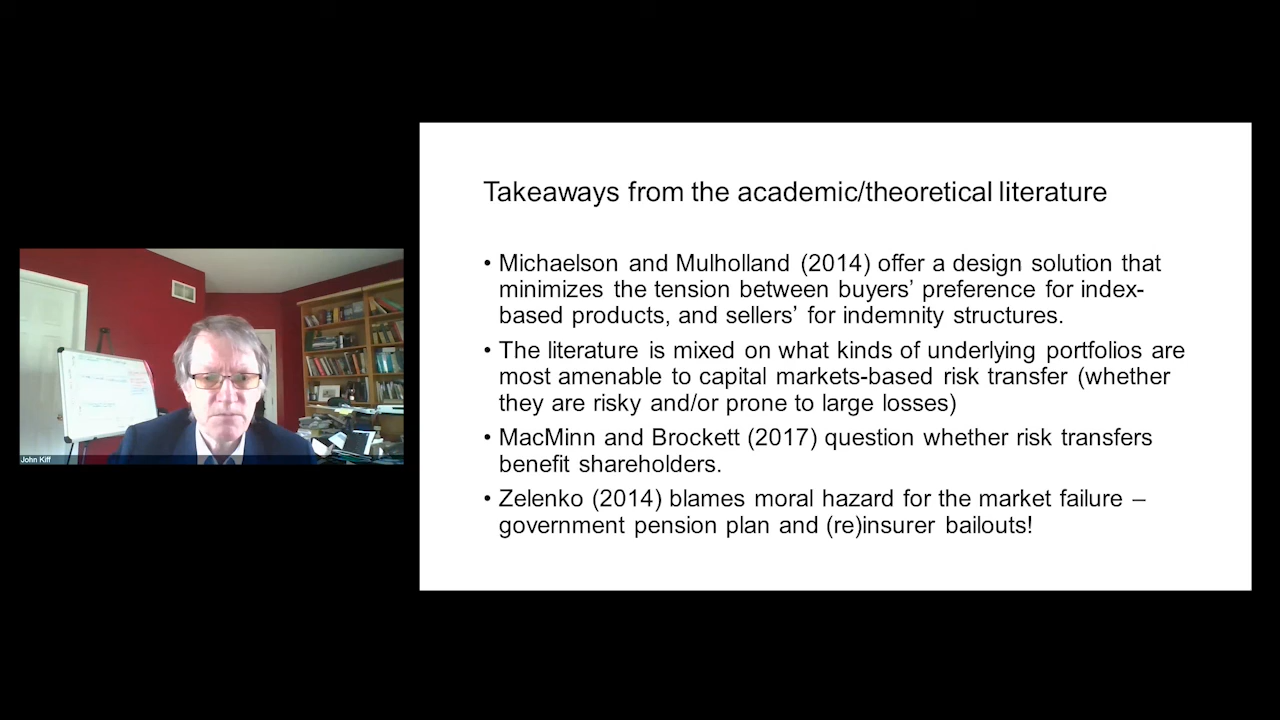 Takeaways from the academic/theoretical literature
• Michaelson and Mulholland (2014) offer a design solution that
minimizes the tension between buyers’ preference for index-
based products, and sellers’ for indemnity structures.
• The literature is mixed on what kinds of underlying portfolios are
most amenable to capital markets-based risk transfer (whether
they are risky and/or prone to large losses)
• MacMinn and Brockett (2017) question whether risk transfers
benefit shareholders.
• Zelenko (2014) blames moral hazard for the market failure –
government pension plan and (re)insurer bailouts!
John Kiff